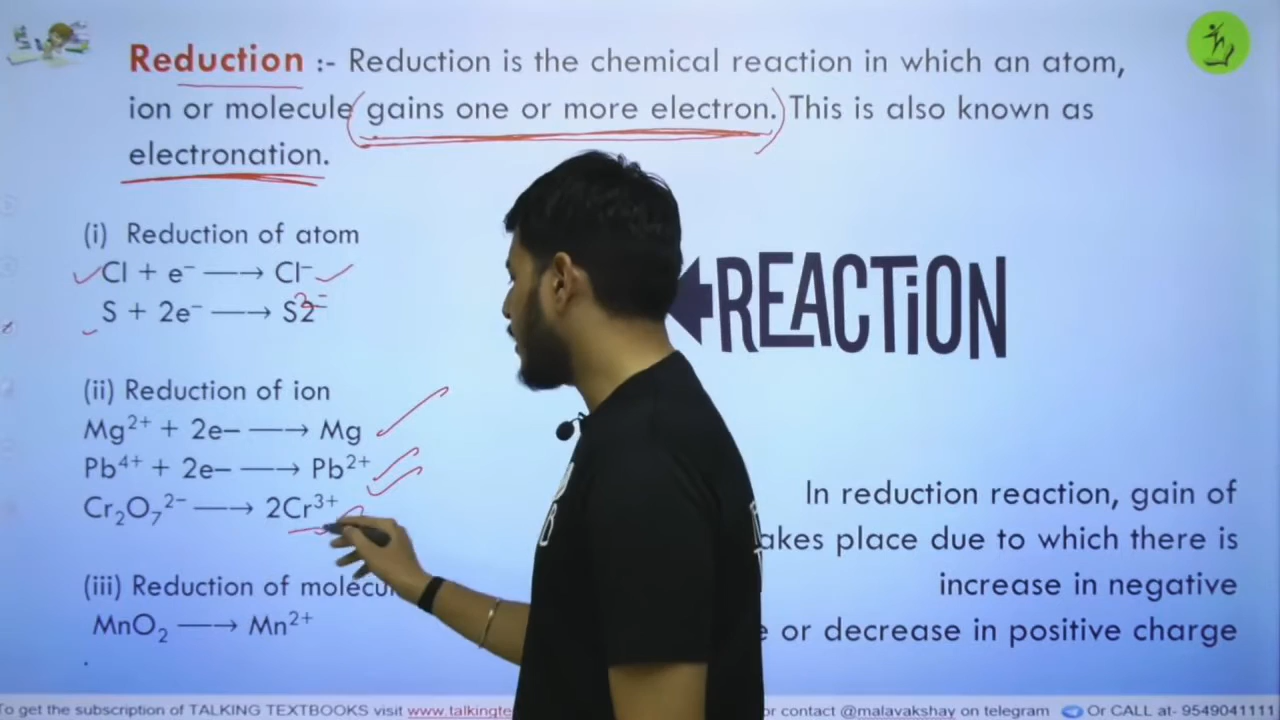 Reduction :- Reduction is the chemical reaction in which an atom,
ion or molecule (gains one or more electron.) This is also known as
electronation.
(i) Reduction of atom
Cl + e⁻ ⟶ Cl⁻
S + 2e⁻ ⟶ S2²⁻
REACTiON
(ii) Reduction of ion
Mg²⁺ + 2e– ⟶ Mg
Pb⁴⁺ + 2e– ⟶ Pb²⁺
Cr₂O₇²⁻ ⟶ 2Cr³⁺
In reduction reaction, gain of
akes place due to which there is
increase in negative
e or decrease in positive charge
(iii) Reduction of molecu
MnO₂ ⟶ Mn²⁺
.
To get the subscription of TALKING TEXTBOOKS visit www.talkingte or contact @malavakshay on telegram Or CALL at- 9549041111